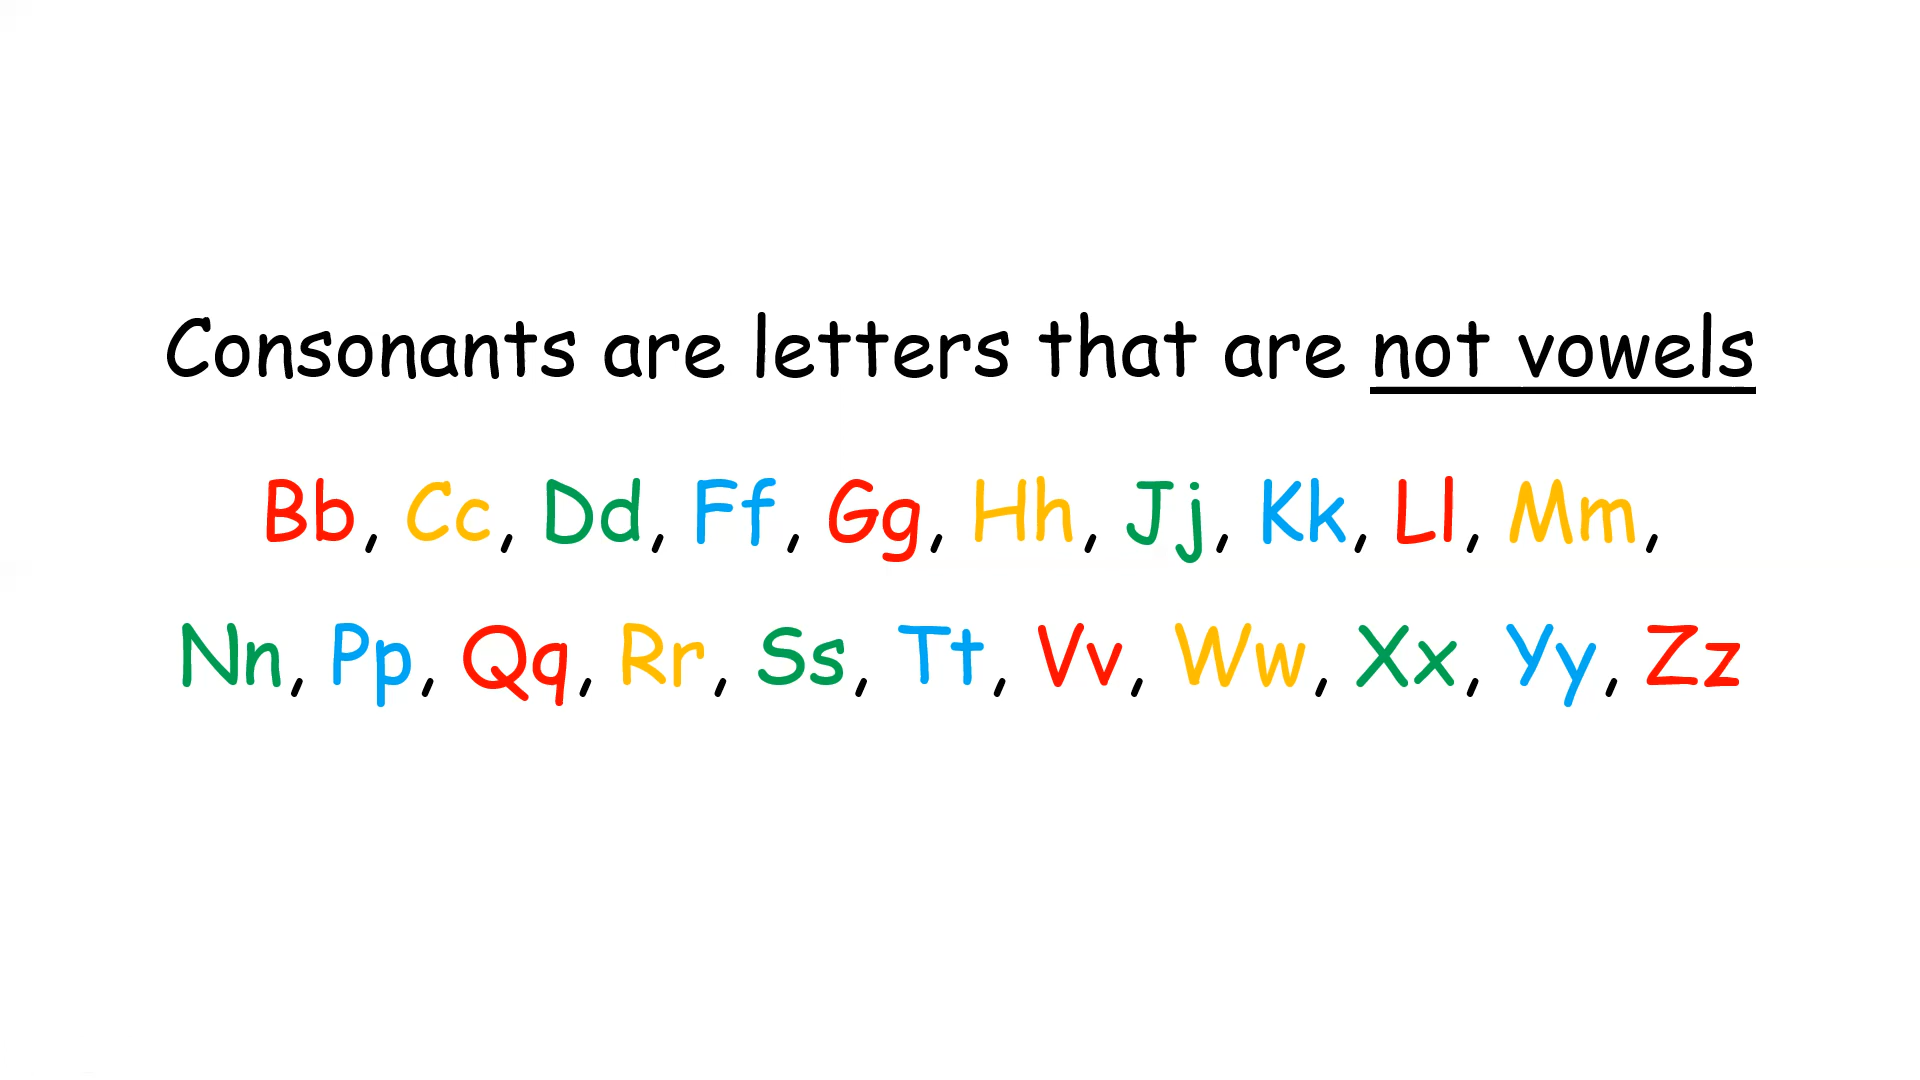 Consonants are letters that are not vowels
Bb, Cc, Dd, Ff, Gg, Hh, Jj, Kk, Ll, Mm,
Nn, Pp, Qq, Rr, Ss, Tt, Vv, Ww, Xx, Yy, Zz